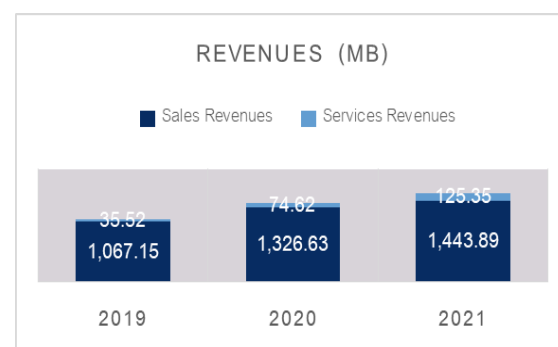 REVENUES (MB)
Sales Revenues Services Revenues
35.52 74.62 125.35
1,067.15 1,326.63 1,443.89
2019 2020 2021